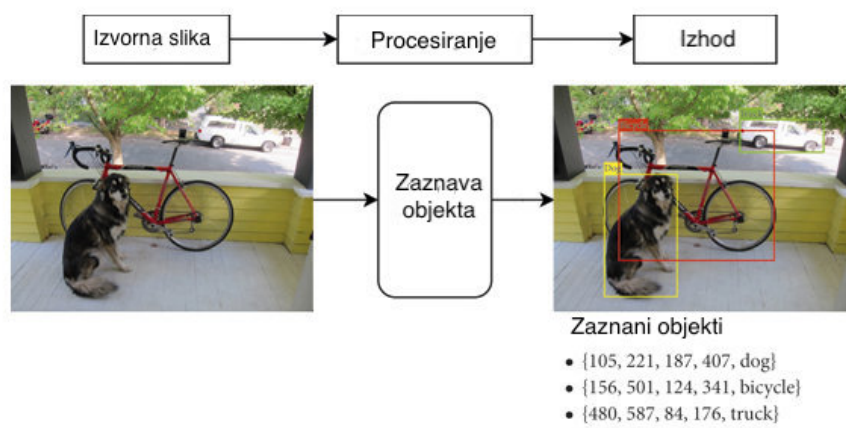 Izvorna slika
Procesiranje
Izhod
Zaznava
objekta
Dog
Zaznani objekti
• {105, 221, 187, 407, dog}
• {156, 501, 124, 341, bicycle}
• {480, 587, 84, 176, truck}